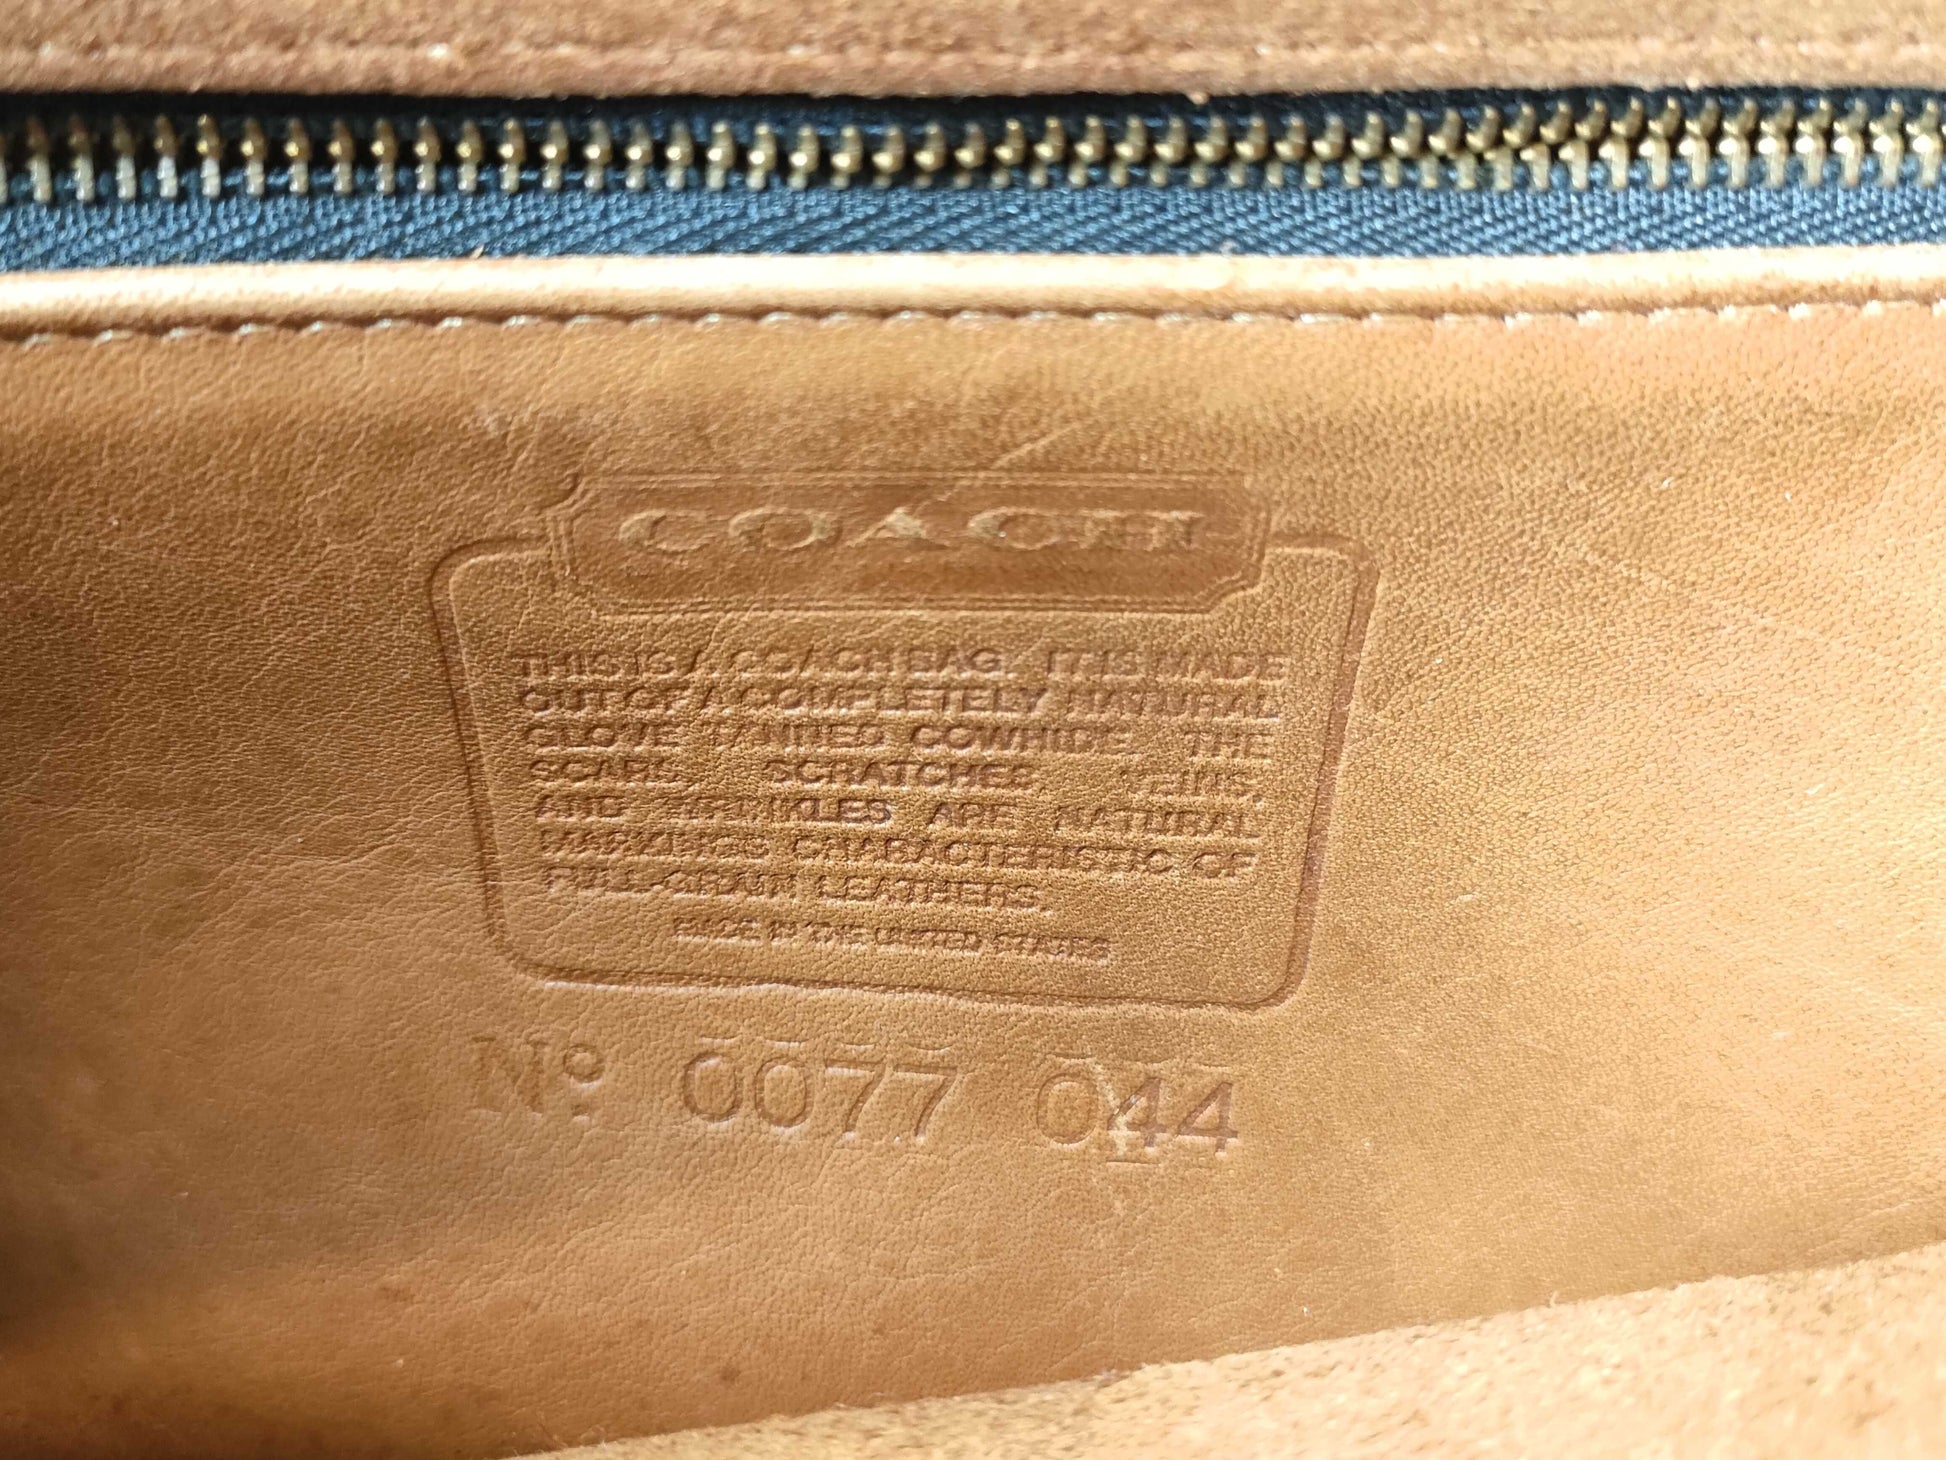 COACH
THIS IS A COACH BAG. IT IS MADE
OUT OF A COMPLETELY NATURAL
GLOVE TANNED COWHIDE. THE
SCARS, SCRATCHES, VEINS,
AND WRINKLES ARE NATURAL
MARKINGS CHARACTERISTIC OF
FULL-GRAIN LEATHERS.
MADE IN THE UNITED STATES
Nº 0077 044